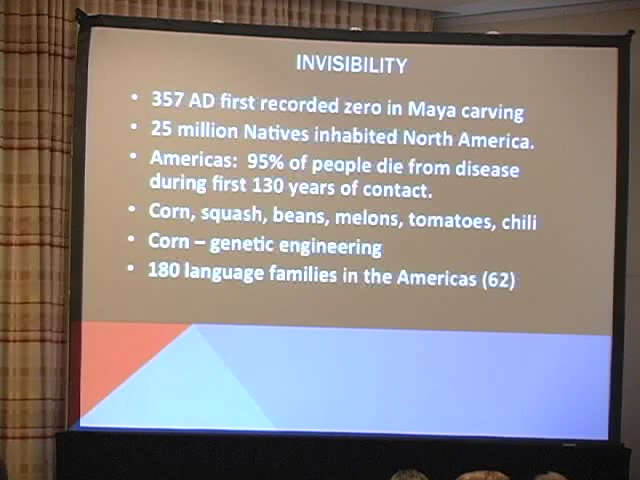 INVISIBILITY
• 357 AD first recorded zero in Maya carving
• 25 million Natives inhabited North America.
• Americas:  95% of people die from disease
during first 130 years of contact.
• Corn, squash, beans, melons, tomatoes, chili
• Corn – genetic engineering
• 180 language families in the Americas (62)